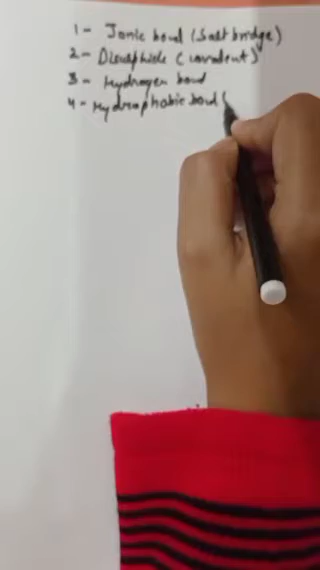 1 - Ionic bond (Salt bridge)
2 - Disulphide (covalent)
3 - Hydrogen bond
4 - Hydrophobic bond (